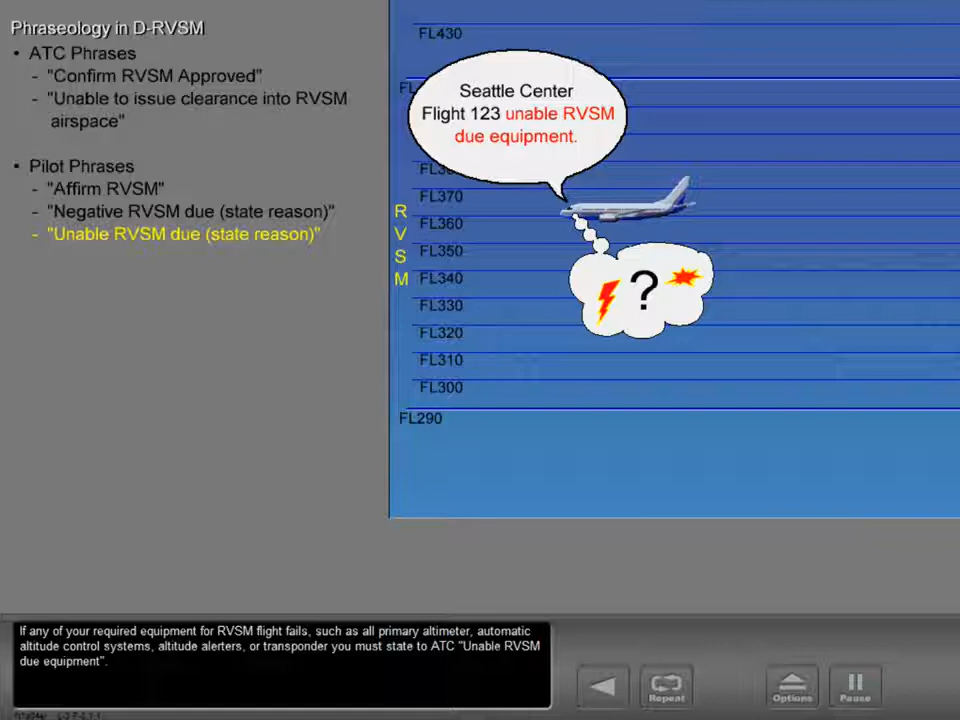 Phraseology in D-RVSM
• ATC Phrases
- "Confirm RVSM Approved"
- "Unable to issue clearance into RVSM
airspace"
• Pilot Phrases
- "Affirm RVSM"
- "Negative RVSM due (state reason)"
- "Unable RVSM due (state reason)"
FL430
Seattle Center
Flight 123 unable RVSM
due equipment.
FL370
FL360
FL350
FL340
FL330
FL320
FL310
FL300
FL290
R
V
S
M
?
If any of your required equipment for RVSM flight fails, such as all primary altimeter, automatic
altitude control systems, altitude alerters, or transponder you must state to ATC "Unable RVSM
due equipment".
Repeat
Options
Pause